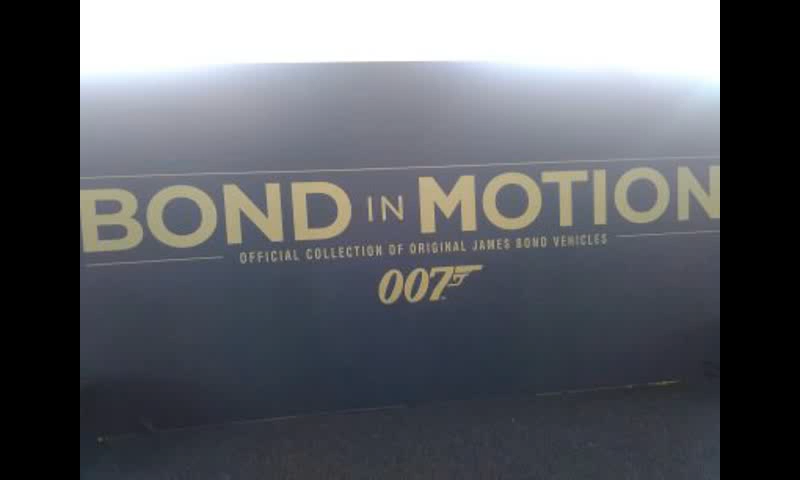 BOND IN MOTION
OFFICIAL COLLECTION OF ORIGINAL JAMES BOND VEHICLES
007